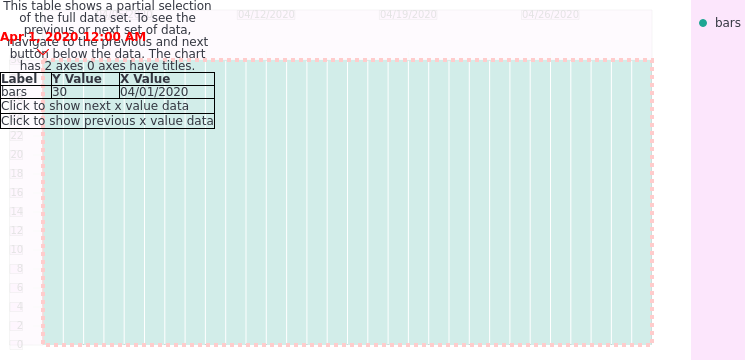 This table shows a partial selection
of the full data set. To see the
previous or next set of data,
navigate to the previous and next
button below the data. The chart
has 2 axes 0 axes have titles.
Apr 1, 2020 12:00 AM
04/12/2020
04/19/2020
04/26/2020
bars
Label Y Value X Value
bars 30 04/01/2020
Click to show next x value data
Click to show previous x value data
22
20
18
16
14
12
10
8
6
4
2
0